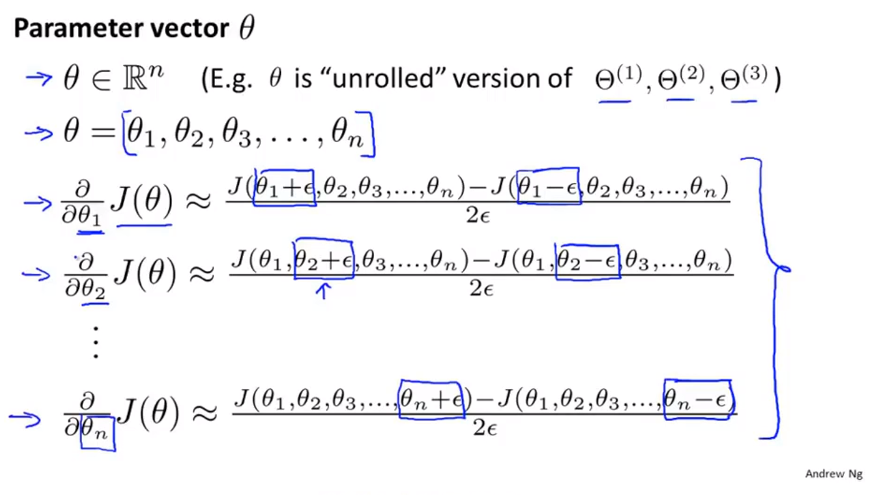 Parameter vector θ
→ θ ∈ ℝⁿ (E.g. θ is “unrolled” version of Θ⁽¹⁾, Θ⁽²⁾, Θ⁽³⁾)
→ θ = [θ₁, θ₂, θ₃, …, θₙ]
→ ∂/∂θ₁ J(θ) ≈ (J(θ₁+ϵ,θ₂,θ₃,…,θₙ)−J(θ₁−ϵ,θ₂,θ₃,…,θₙ))/2ϵ
→ ∂/∂θ₂ J(θ) ≈ (J(θ₁,θ₂+ϵ,θ₃,…,θₙ)−J(θ₁,θ₂−ϵ,θ₃,…,θₙ))/2ϵ
⋮
→ ∂/∂θₙ J(θ) ≈ (J(θ₁,θ₂,θ₃,…,θₙ+ϵ)−J(θ₁,θ₂,θ₃,…,θₙ−ϵ))/2ϵ
Andrew Ng